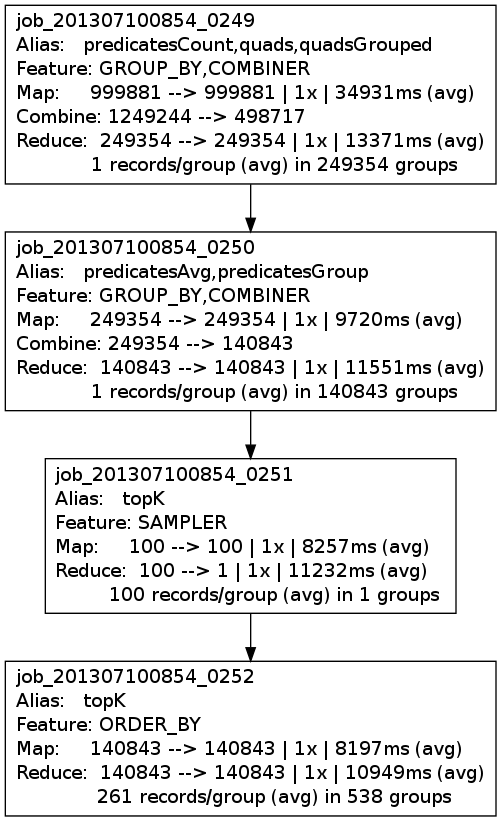 job_201307100854_0249
Alias: predicatesCount,quads,quadsGrouped
Feature: GROUP_BY,COMBINER
Map: 999881 --> 999881 | 1x | 34931ms (avg)
Combine: 1249244 --> 498717
Reduce: 249354 --> 249354 | 1x | 13371ms (avg)
1 records/group (avg) in 249354 groups
job_201307100854_0250
Alias: predicatesAvg,predicatesGroup
Feature: GROUP_BY,COMBINER
Map: 249354 --> 249354 | 1x | 9720ms (avg)
Combine: 249354 --> 140843
Reduce: 140843 --> 140843 | 1x | 11551ms (avg)
1 records/group (avg) in 140843 groups
job_201307100854_0251
Alias: topK
Feature: SAMPLER
Map: 100 --> 100 | 1x | 8257ms (avg)
Reduce: 100 --> 1 | 1x | 11232ms (avg)
100 records/group (avg) in 1 groups
job_201307100854_0252
Alias: topK
Feature: ORDER_BY
Map: 140843 --> 140843 | 1x | 8197ms (avg)
Reduce: 140843 --> 140843 | 1x | 10949ms (avg)
261 records/group (avg) in 538 groups